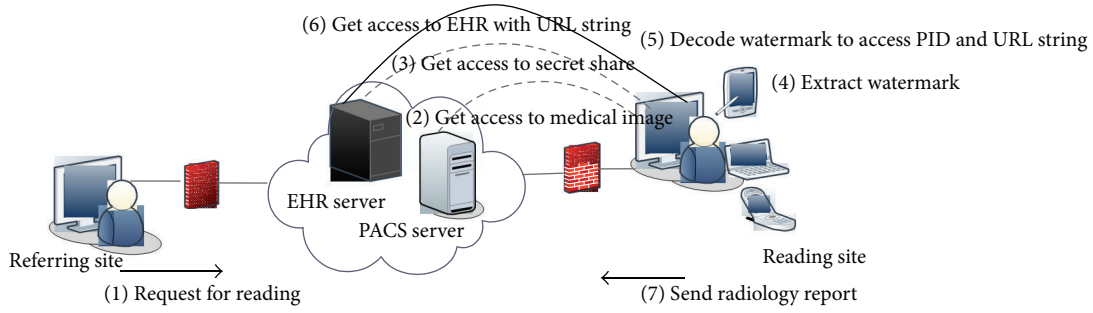 (6) Get access to EHR with URL string
(5) Decode watermark to access PID and URL string
(3) Get access to secret share
(4) Extract watermark
(2) Get access to medical image
EHR server
PACS server
Referring site
Reading site
(1) Request for reading
(7) Send radiology report